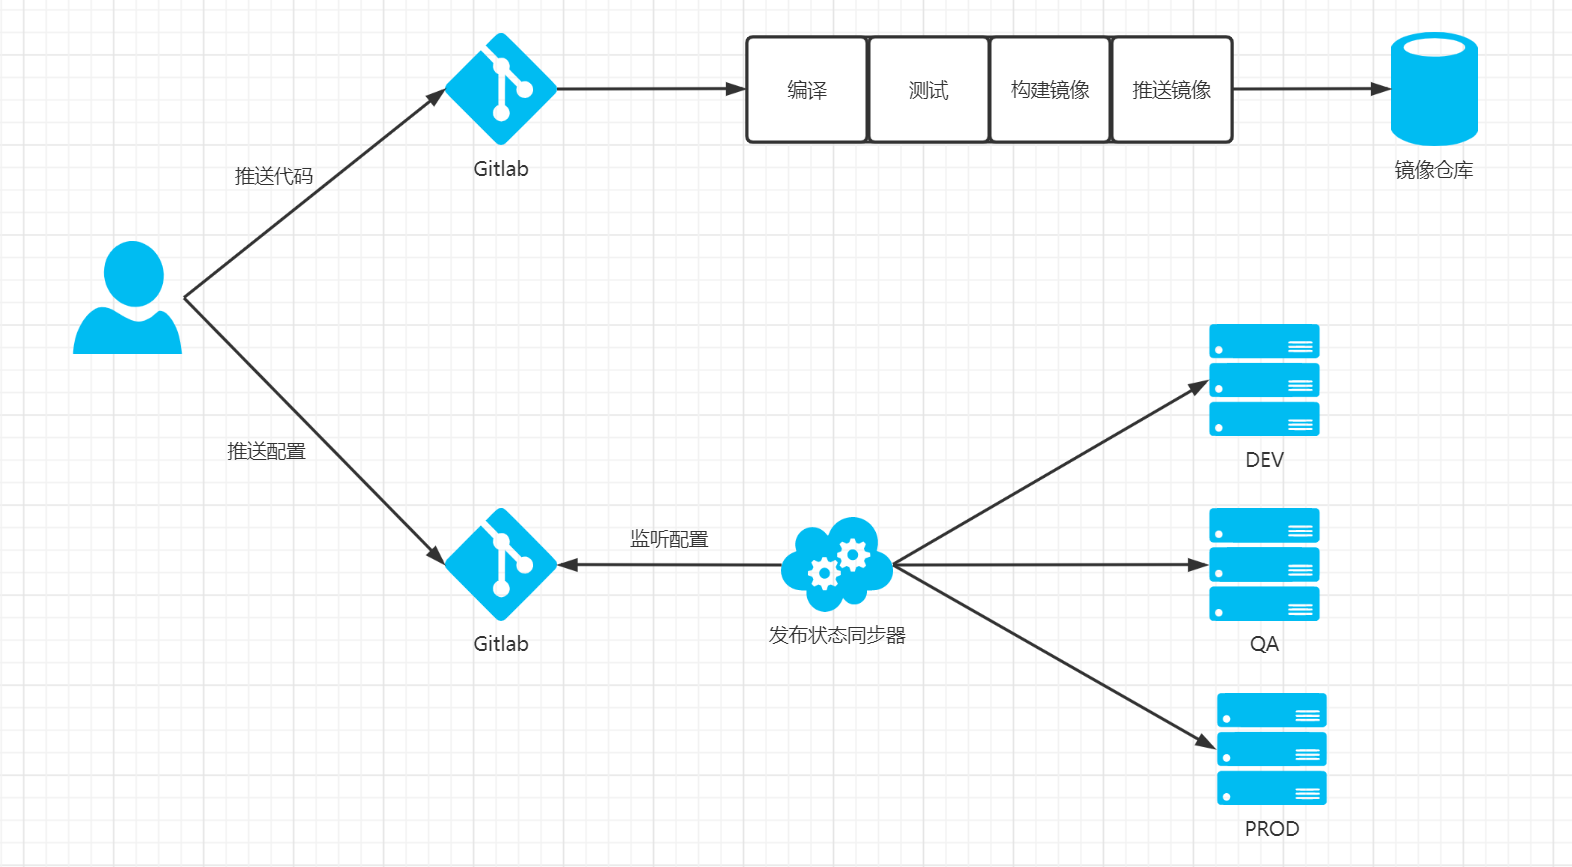 编译
测试
构建镜像
推送镜像
Gitlab
镜像仓库
推送代码
推送配置
DEV
监听配置
Gitlab
发布状态同步器
QA
PROD